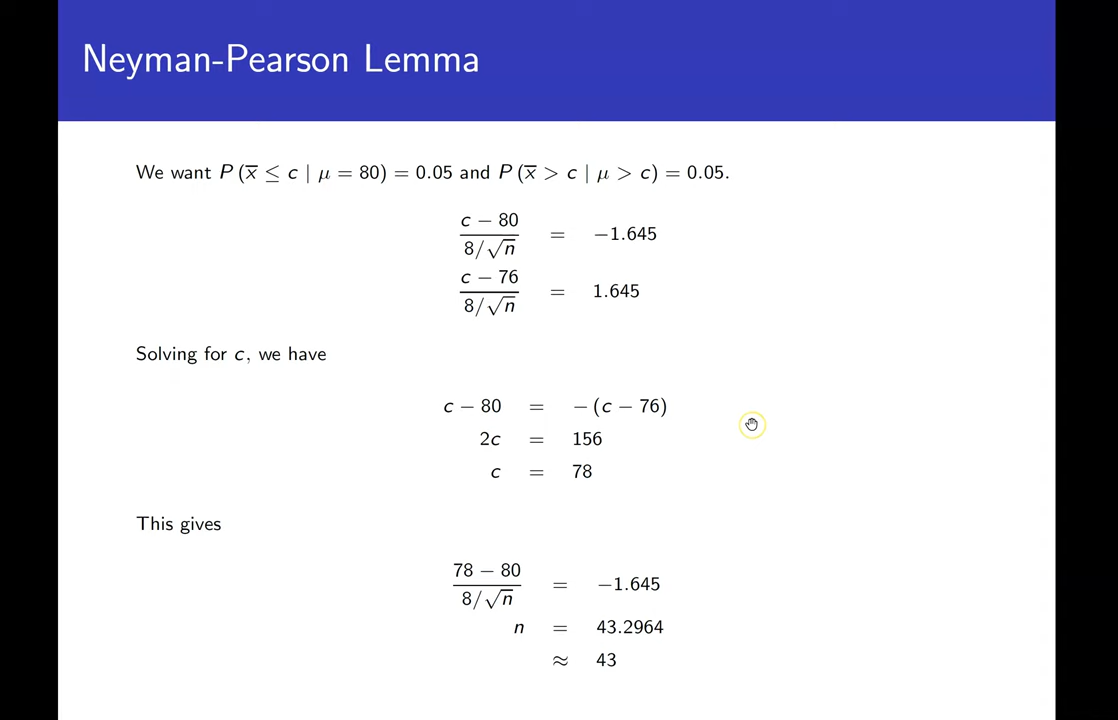 Neyman-Pearson Lemma
We want P (x̅ ≤ c | μ = 80) = 0.05 and P (x̅ > c | μ > c) = 0.05.
(c − 80)/(8/√n) = −1.645
(c − 76)/(8/√n) = 1.645
Solving for c, we have
c − 80 = − (c − 76)
2c = 156
c = 78
This gives
(78 − 80)/(8/√n) = −1.645
n = 43.2964
≈ 43